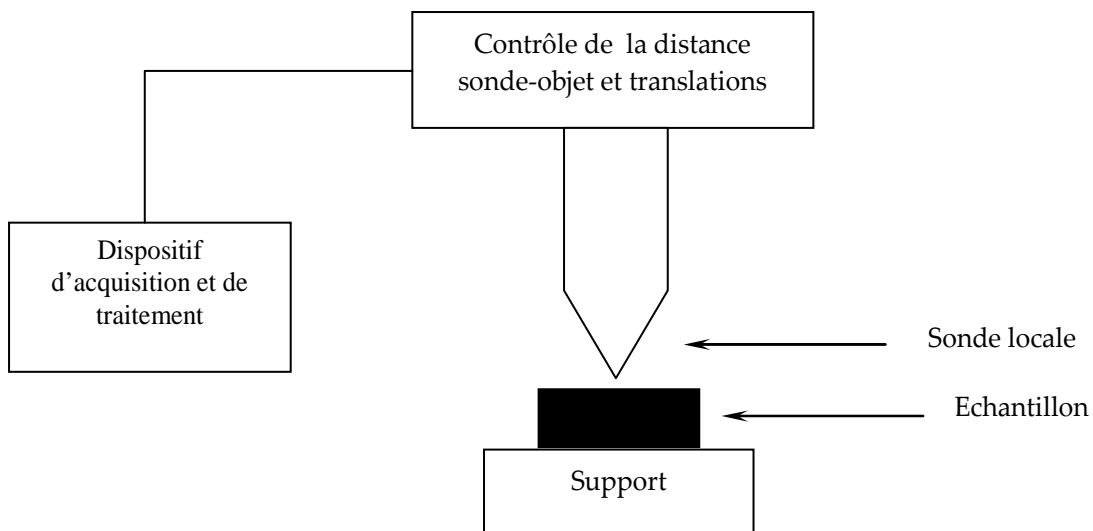 Contrôle de la distance
sonde-objet et translations
Dispositif
d’acquisition et de
traitement
Sonde locale
Echantillon
Support